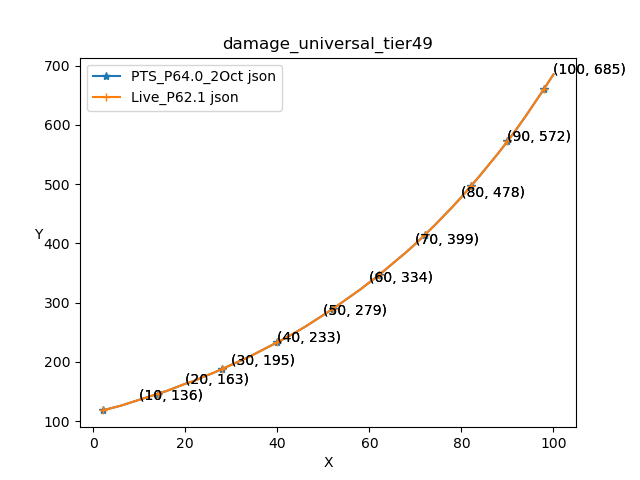 damage_universal_tier49
PTS_P64.0_2Oct json
Live_P62.1 json
700
600
500
400
300
200
100
Y
(100, 685)
(90, 572)
(80, 478)
(70, 399)
(60, 334)
(50, 279)
(40, 233)
(30, 195)
(20, 163)
(10, 136)
0 20 40 60 80 100
X